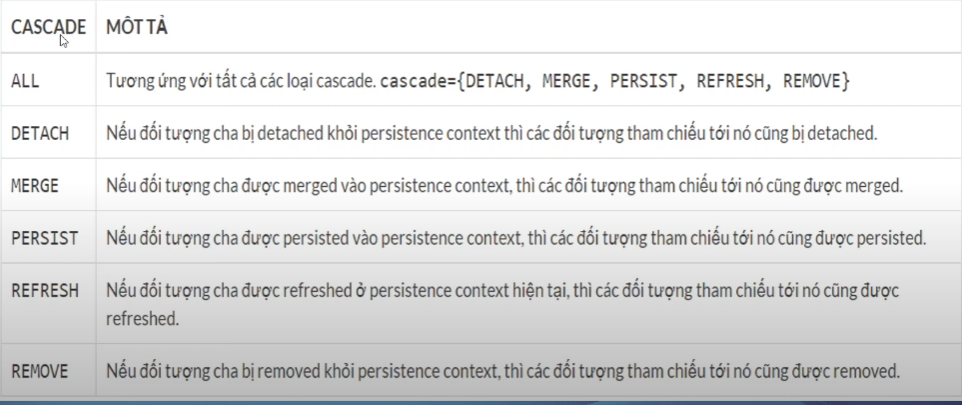 CASCADE MÔT TẢ
ALL Tương ứng với tất cả các loại cascade. cascade={DETACH, MERGE, PERSIST, REFRESH, REMOVE}
DETACH Nếu đối tượng cha bị detached khỏi persistence context thì các đối tượng tham chiếu tới nó cũng bị detached.
MERGE Nếu đối tượng cha được merged vào persistence context, thì các đối tượng tham chiếu tới nó cũng được merged.
PERSIST Nếu đối tượng cha được persisted vào persistence context, thì các đối tượng tham chiếu tới nó cũng được persisted.
REFRESH Nếu đối tượng cha được refreshed ở persistence context hiện tại, thì các đối tượng tham chiếu tới nó cũng được
refreshed.
REMOVE Nếu đối tượng cha bị removed khỏi persistence context, thì các đối tượng tham chiếu tới nó cũng được removed.